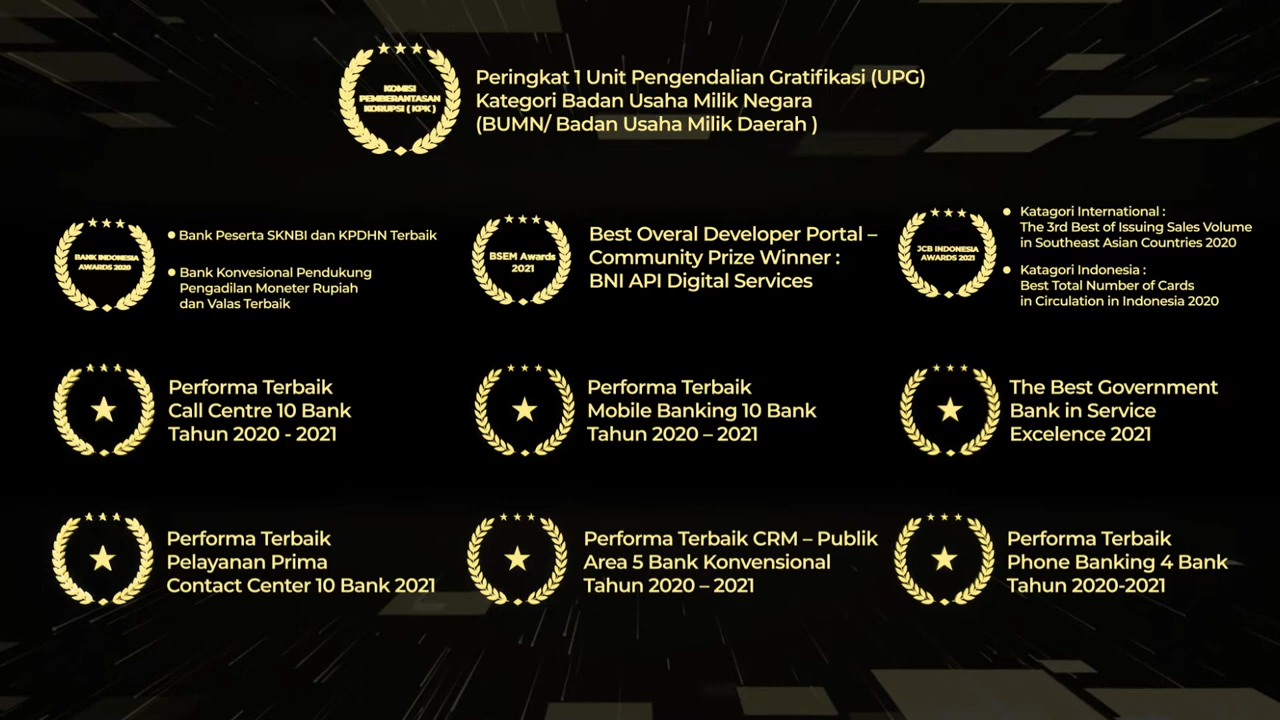 KOMISI
PEMBERANTASAN
KORUPSI ( KPK )
Peringkat 1 Unit Pengendalian Gratifikasi (UPG)
Kategori Badan Usaha Milik Negara
(BUMN/ Badan Usaha Milik Daerah )
BANK INDONESIA
AWARDS 2020
Bank Peserta SKNBI dan KPDHN Terbaik
Bank Konvesional Pendukung
Pengadilan Moneter Rupiah
dan Valas Terbaik
BSEM Awards
2021
Best Overal Developer Portal –
Community Prize Winner :
BNI API Digital Services
JCB INDONESIA
AWARDS 2021
Katagori International :
The 3rd Best of Issuing Sales Volume
in Southeast Asian Countries 2020
Katagori Indonesia :
Best Total Number of Cards
in Circulation in Indonesia 2020
Performa Terbaik
Call Centre 10 Bank
Tahun 2020 - 2021
Performa Terbaik
Mobile Banking 10 Bank
Tahun 2020 – 2021
The Best Government
Bank in Service
Excelence 2021
Performa Terbaik
Pelayanan Prima
Contact Center 10 Bank 2021
Performa Terbaik CRM – Publik
Area 5 Bank Konvensional
Tahun 2020 – 2021
Performa Terbaik
Phone Banking 4 Bank
Tahun 2020-2021